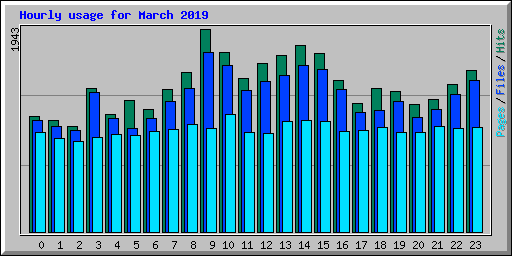 Hourly usage for March 2019
1943
Pages / Files / Hits
0 1 2 3 4 5 6 7 8 9 10 11 12 13 14 15 16 17 18 19 20 21 22 23